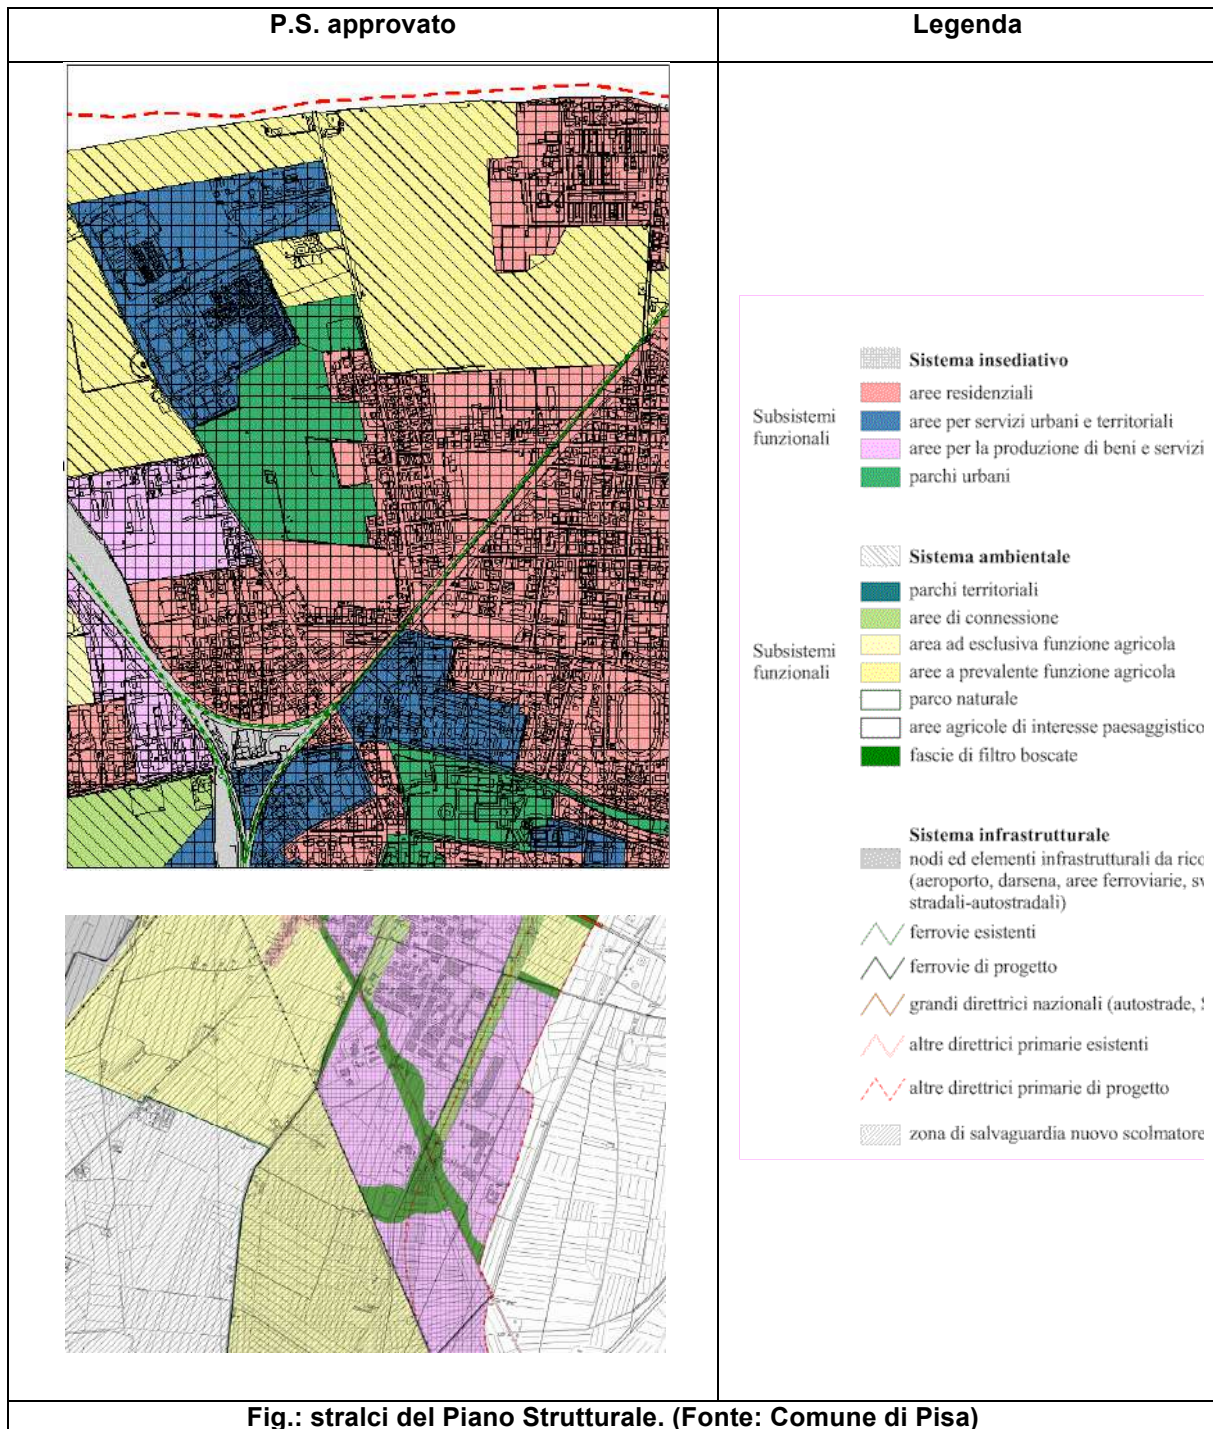 P.S. approvato
Legenda
Sistema insediativo
aree residenziali
Subsistemi
funzionali
aree per servizi urbani e territoriali
aree per la produzione di beni e servizi
parchi urbani
Sistema ambientale
parchi territoriali
aree di connessione
Subsistemi
funzionali
area ad esclusiva funzione agricola
aree a prevalente funzione agricola
parco naturale
aree agricole di interesse paesaggistico
fascie di filtro boscate
Sistema infrastrutturale
nodi ed elementi infrastrutturali da rico
(aeroporto, darsena, aree ferroviarie, sv
stradali-autostradali)
ferrovie esistenti
ferrovie di progetto
grandi direttrici nazionali (autostrade,
altre direttrici primarie esistenti
altre direttrici primarie di progetto
zona di salvaguardia nuovo scolmatore
Fig.: stralci del Piano Strutturale. (Fonte: Comune di Pisa)